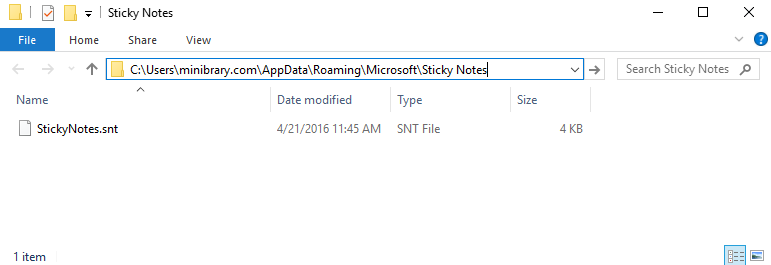 Sticky Notes
File Home Share View
C:\Users\minibrary.com\AppData\Roaming\Microsoft\Sticky Notes Search Sticky Notes
Name Date modified Type Size
StickyNotes.snt 4/21/2016 11:45 AM SNT File 4 KB
1 item